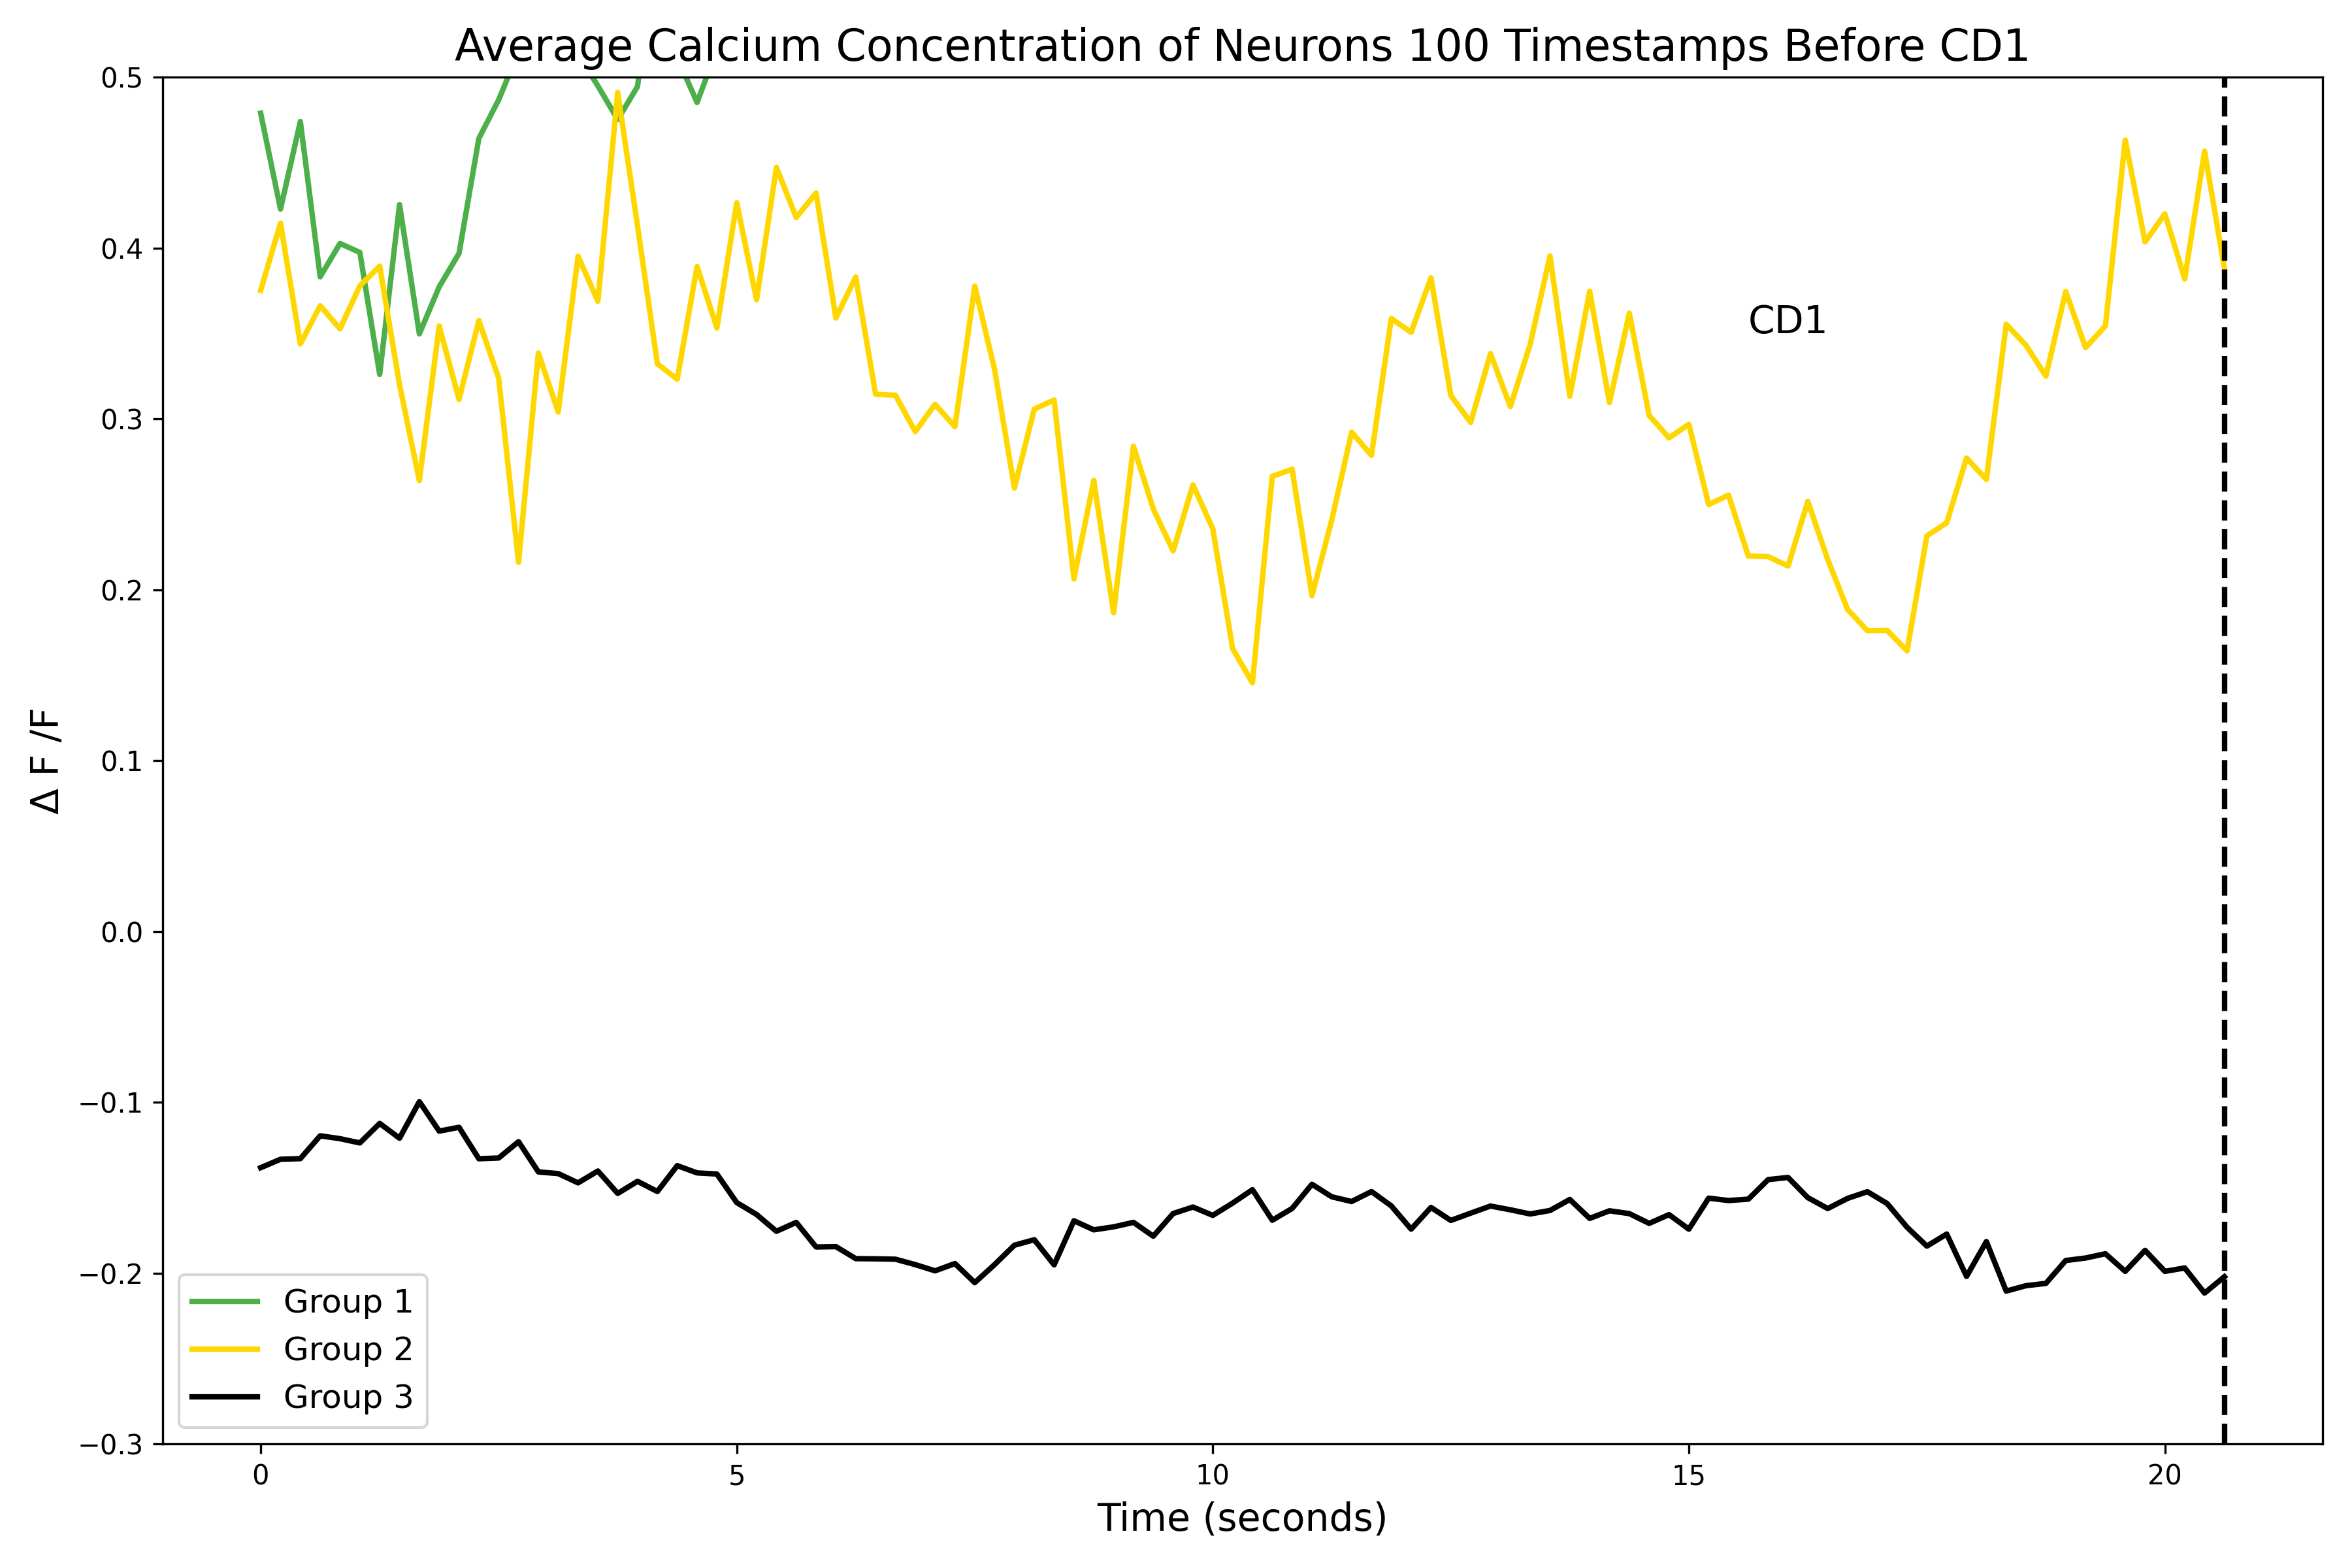 Average Calcium Concentration of Neurons 100 Timestamps Before CD1
0.5
0.4
0.3
0.2
0.1
0.0
−0.1
−0.2
−0.3
Δ F /F
CD1
Group 1
Group 2
Group 3
0 5 10 15 20
Time (seconds)